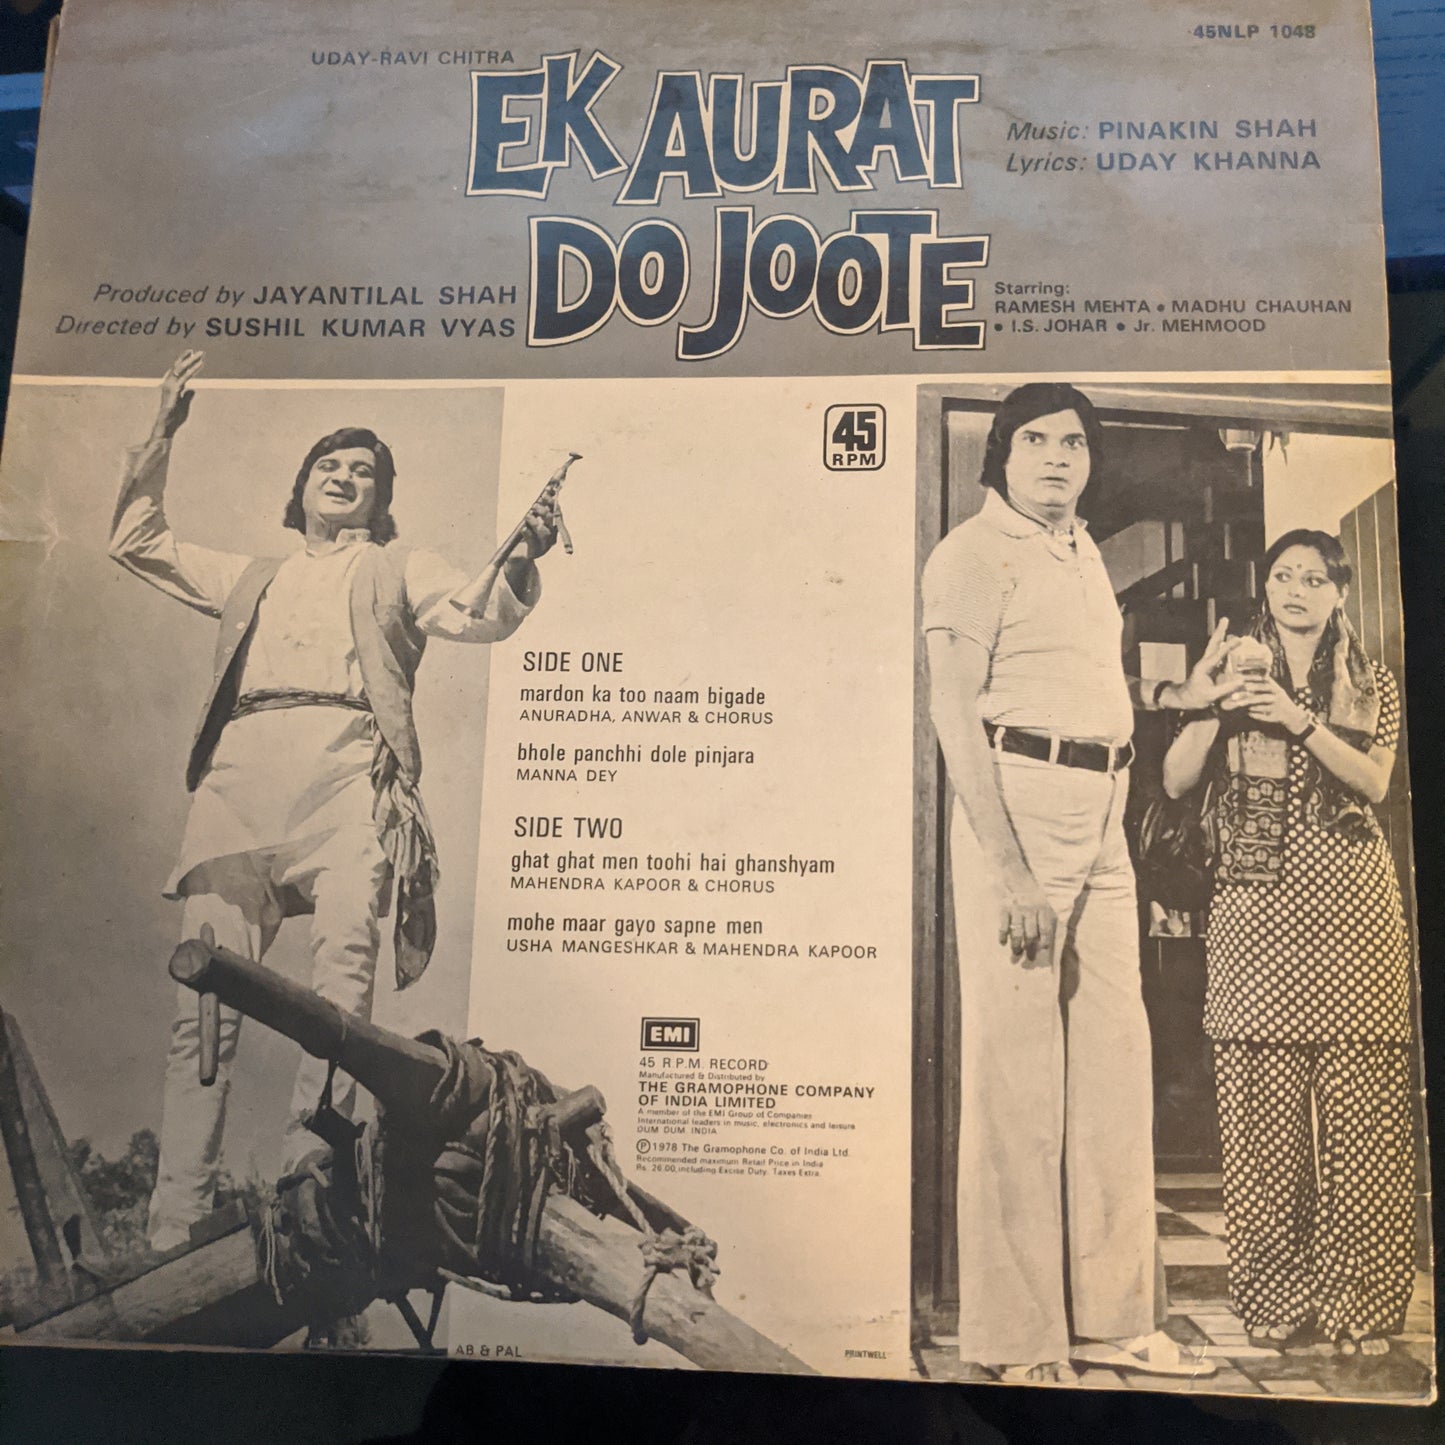 45NLP 1048
UDAY-RAVI CHITRA
EK AURAT
DO JOOTE
Music: PINAKIN SHAH
Lyrics: UDAY KHANNA
Produced by JAYANTILAL SHAH
Directed by SUSHIL KUMAR VYAS
Starring:
RAMESH MEHTA • MADHU CHAUHAN
• I.S. JOHAR • Jr. MEHMOOD
45
RPM
SIDE ONE
mardon ka too naam bigade
ANURADHA, ANWAR & CHORUS
bhole panchhi dole pinjara
MANNA DEY
SIDE TWO
ghat ghat men toohi hai ghanshyam
MAHENDRA KAPOOR & CHORUS
mohe maar gayo sapne men
USHA MANGESHKAR & MAHENDRA KAPOOR
EMI
45 R.P.M. RECORD
Manufactured & Distributed by
THE GRAMOPHONE COMPANY
OF INDIA LIMITED
A member of the EMI Group of Companies
International leaders in music, electronics and leisure
DUM DUM, INDIA
℗ 1978 The Gramophone Co. of India Ltd.
Recommended maximum Retail Price in India
Rs. 26.00, including Excise Duty. Taxes Extra.
AB & PAL
PRINTWELL